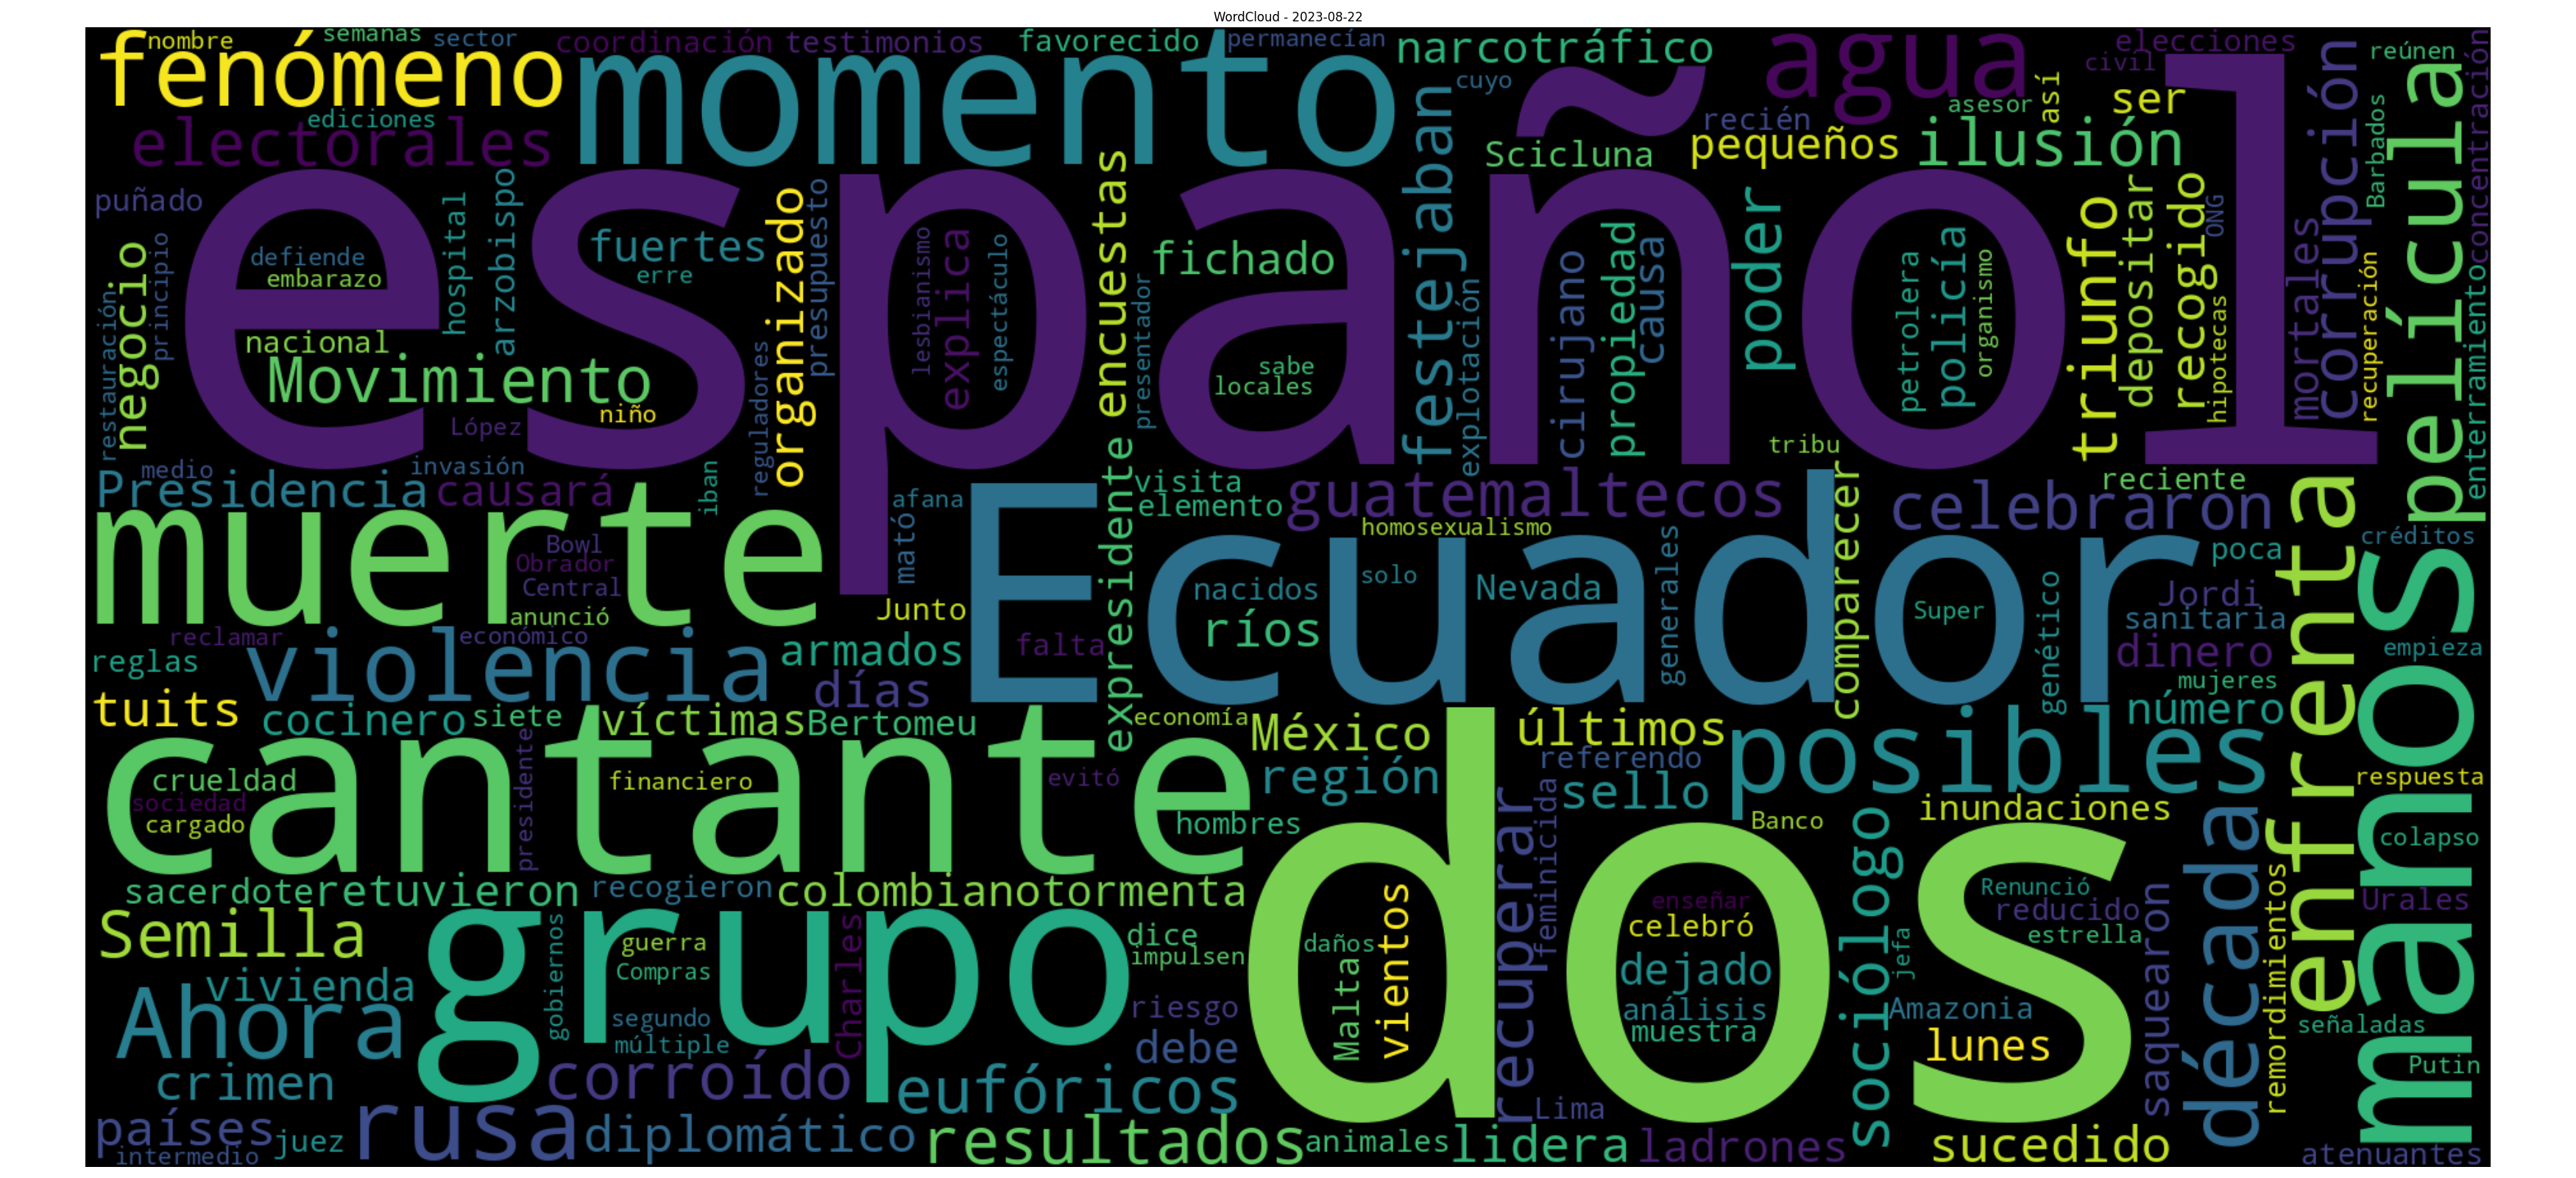 WordCloud - 2023-08-22
nombre
semanas
sector
coordinación
testimonios
favorecido
permanecían
narcotráfico
agua
elecciones
reúnen
fenómeno
momento
cuyo
civil
ediciones
electorales
asesor
así
ser
recién
pequeños
ilusión
Scicluna
corrupción
Barbados
película
concentración
español
puñado
negocio
principio
restauración
defiende
embarazo
hospital
arzobispo
fuertes
erre
organizado
presupuesto
reguladores
lesbianismo
explica
espectáculo
encuestas
presentador
fichado
sabe
locales
festejaban
explotación
cirujano
propiedad
causa
poder
petrolera
policía
organismo
triunfo
depositar
recogido
ONG
hipotecas
mortales
recuperación
enterramiento
nacional
Movimiento
niño
López
tribu
medio
invasión
iban
Presidencia
causará
afana
visita
elemento
guatemaltecos
comparecer
celebraron
reciente
muerte
Bowl
Obrador
Central
anunció
mató
Ecuador
expresidente
homosexualismo
nacidos
solo
Nevada
ríos
generales
Super
genético
poca
créditos
Jordi
sanitaria
enfrenta
manos
Junto
reclamar
económico
falta
reglas
violencia
armados
días
dinero
empieza
mujeres
tuits
cocinero
siete
víctimas
Bertomeu
economía
México
últimos
número
cantante
crueldad
sociedad
cargado
presidente
financiero
evitó
región
referendo
posibles
respuesta
hombres
sello
Banco
inundaciones
colapso
dos
recuperar
feminicida
sociólogo
década
sacerdote
retuvieron
recogieron
colombiano
tormenta
Renunció
enseñar
reducido
Urales
Semilla
grupo
gobiernos
guerra
Compras
Charles
dice
impulsen
daños
vientos
Malta
celebró
estrella
jefa
saquearon
remordimientos
vivienda
Ahora
segundo
múltiple
riesgo
dejado
análisis
muestra
Amazonia
señaladas
debe
lunes
Putin
crimen
corroído
eufóricos
Lima
países
juez
rusa
diplomático
resultados
animales
lidera
ladrones
sucedido
intermedio
atenuantes